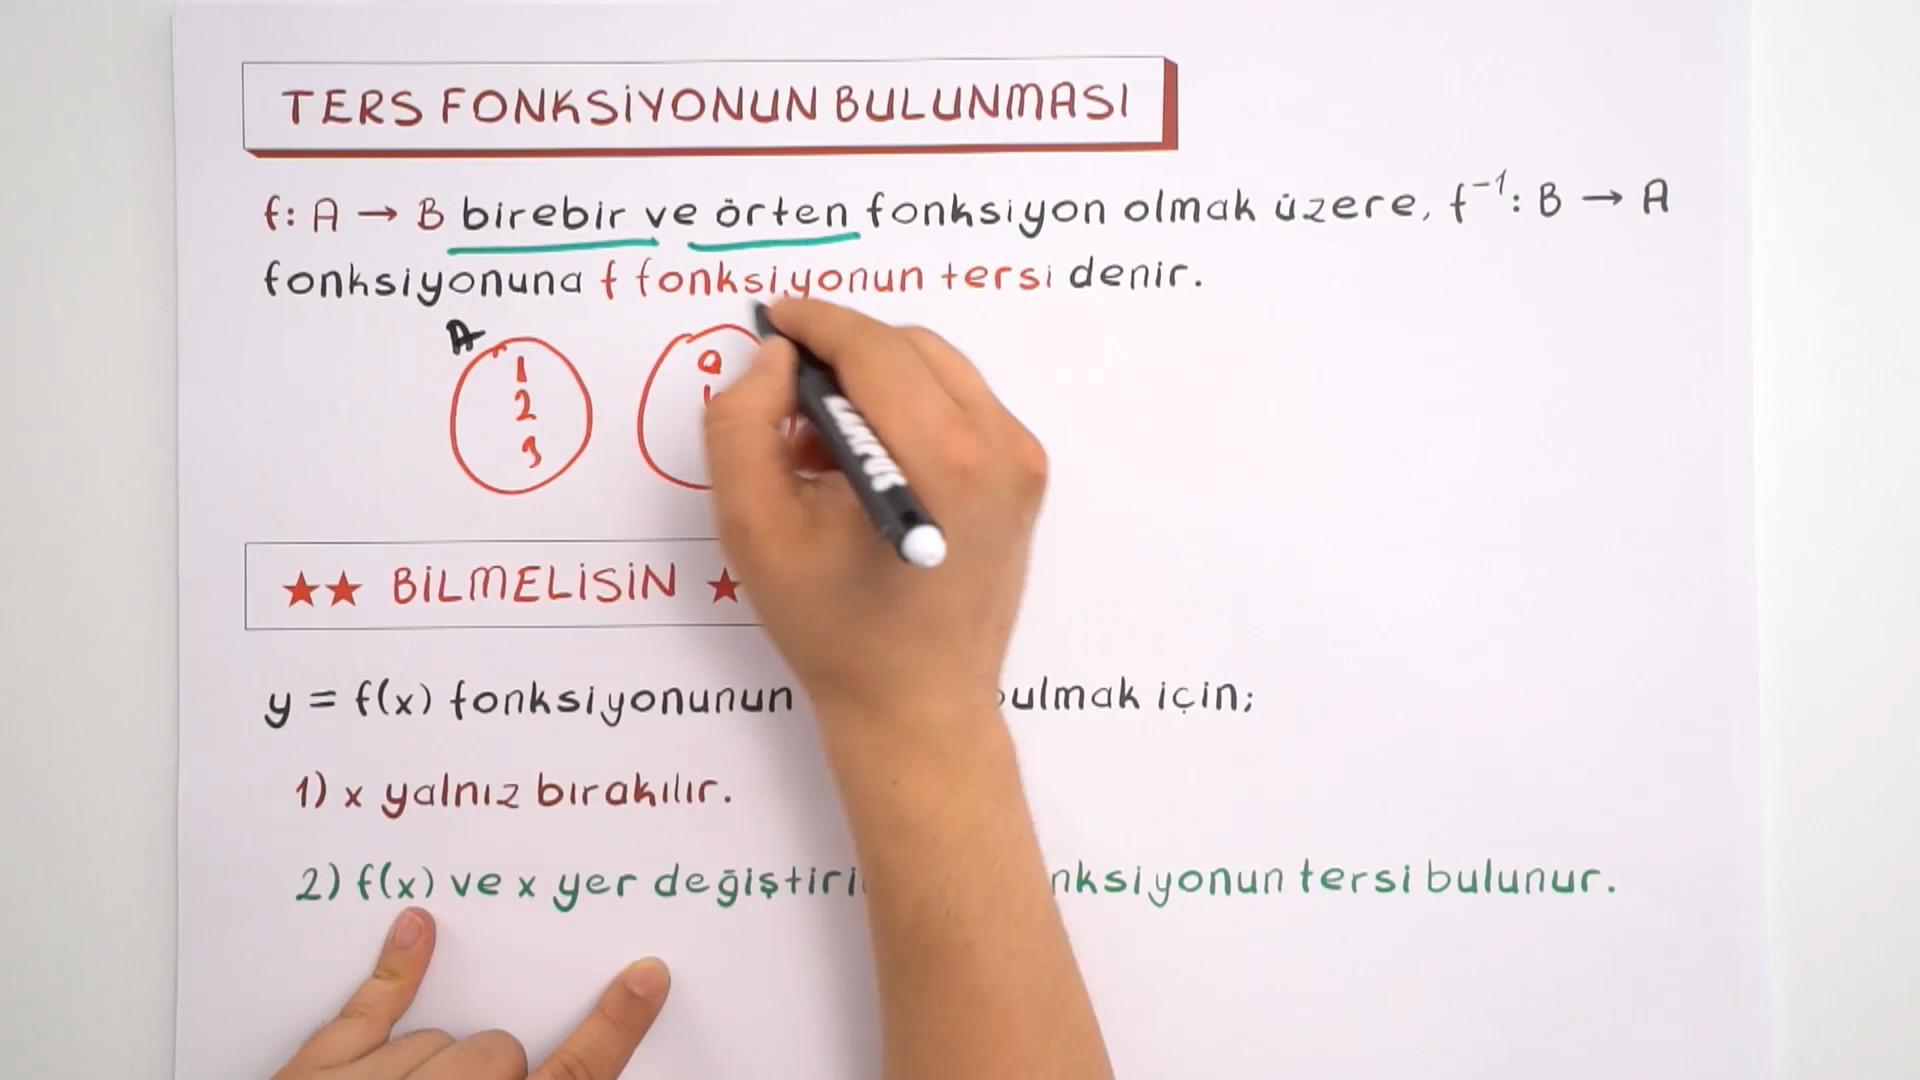 TERS FONKSİYONUN BULUNMASI
f: A → B birebir ve örten fonksiyon olmak üzere, f⁻¹: B → A
fonksiyonuna f fonksiyonun tersi denir.
A
1
2
3
a
★★ BİLMELİSİN ★
y = f(x) fonksiyonunun bulmak için;
1) x yalnız bırakılır.
2) f(x) ve x yer değiştiri nksiyonun tersi bulunur.